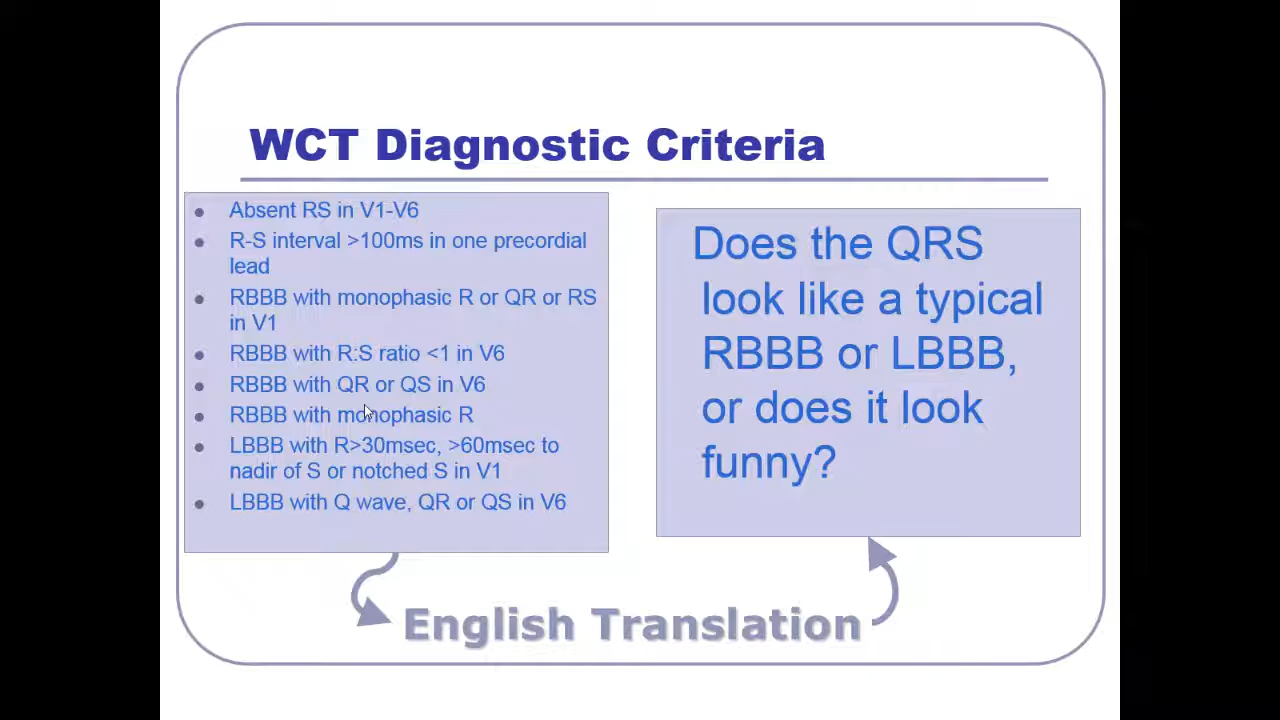 WCT Diagnostic Criteria
Absent RS in V1-V6
R-S interval >100ms in one precordial
lead
RBBB with monophasic R or QR or RS
in V1
RBBB with R:S ratio <1 in V6
RBBB with QR or QS in V6
RBBB with monophasic R
LBBB with R>30msec, >60msec to
nadir of S or notched S in V1
LBBB with Q wave, QR or QS in V6
Does the QRS
look like a typical
RBBB or LBBB,
or does it look
funny?
English Translation